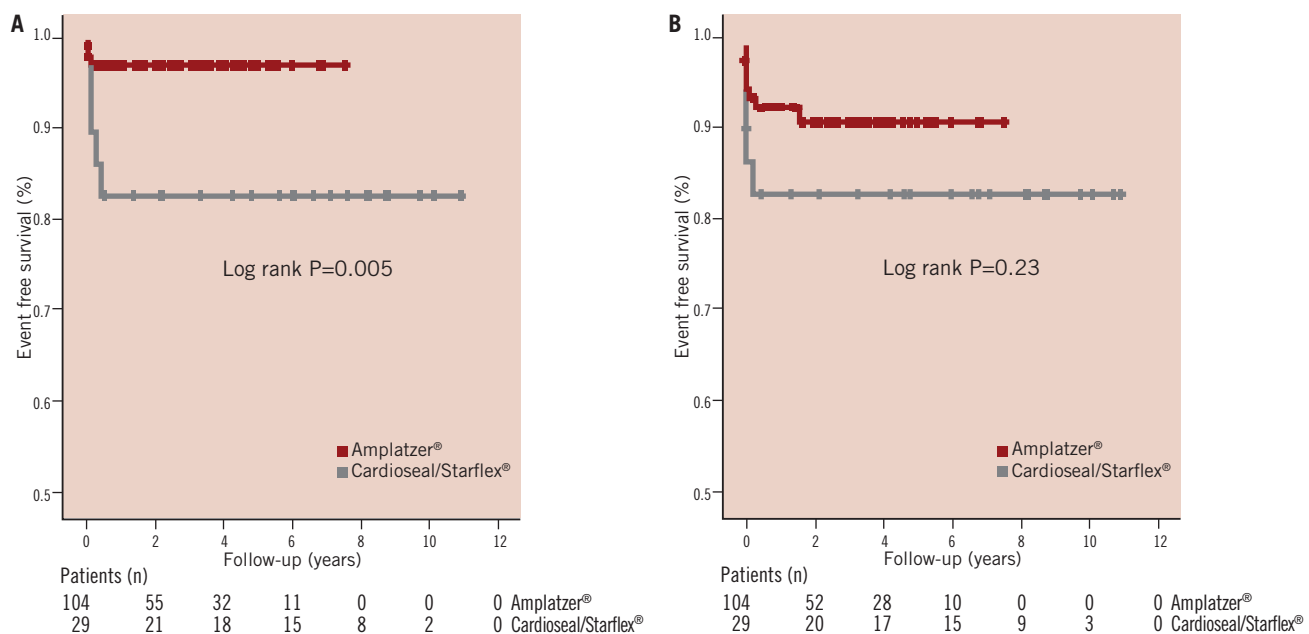 A
1.0
0.9
0.8
0.7
0.6
0.5
Event free survival (%)
Log rank P=0.005
Amplatzer®
Cardioseal/Starflex®
0 2 4 6 8 10 12
Follow-up (years)
Patients (n)
104 55 32 11 0 0 0 Amplatzer®
29 21 18 15 8 2 0 Cardioseal/Starflex®
B
1.0
0.9
0.8
0.7
0.6
0.5
Event free survival (%)
Log rank P=0.23
Amplatzer®
Cardioseal/Starflex®
0 2 4 6 8 10 12
Follow-up (years)
Patients (n)
104 52 28 10 0 0 0 Amplatzer®
29 20 17 15 9 3 0 Cardioseal/Starflex®